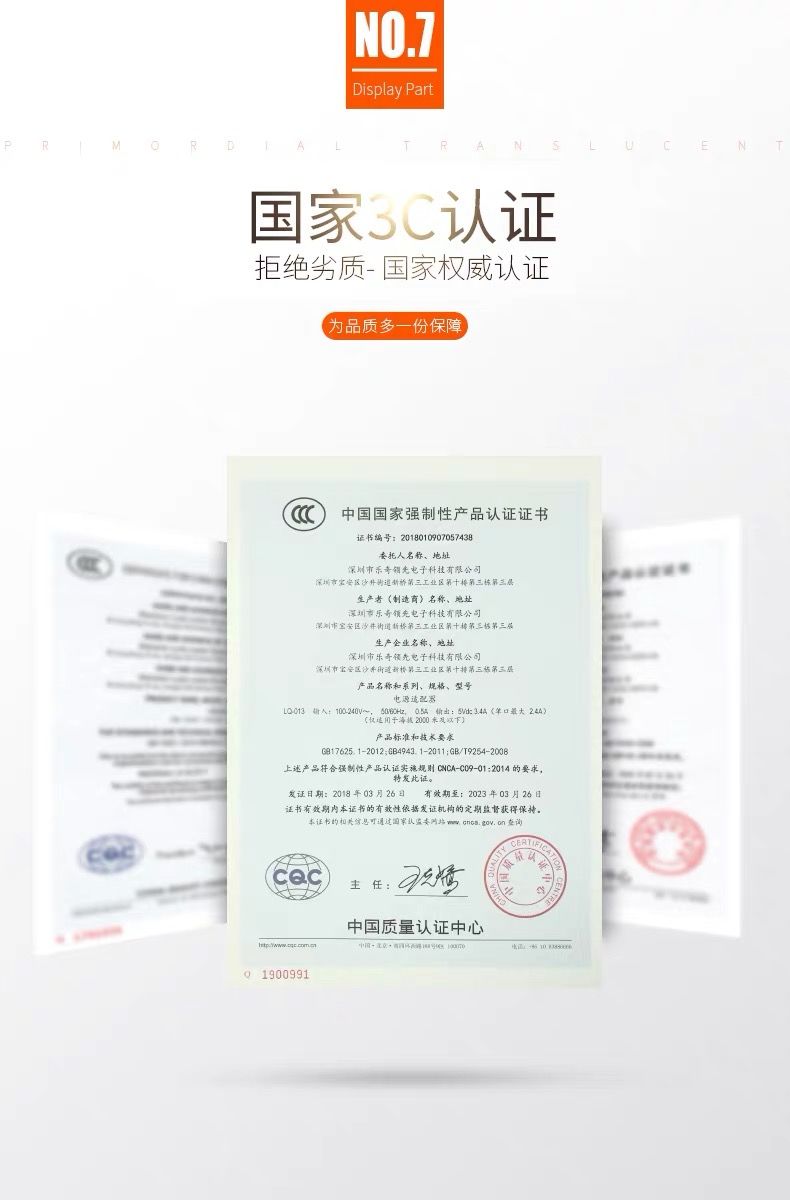 NO.7
Display Part
PRIMORDIAL TRANSLUCENT
国家3C认证
拒绝劣质- 国家权威认证
为品质多一份保障
CCC 中国国家强制性产品认证证书
证书编号: 2018010907057438
委托人名称、地址
深圳市乐奇领先电子科技有限公司
深圳市宝安区沙井街道新桥第三工业区第十幢第三栋第三层
生产者（制造商）名称、地址
深圳市乐奇领先电子科技有限公司
深圳市宝安区沙井街道新桥第三工业区第十幢第三栋第三层
生产企业名称、地址
深圳市乐奇领先电子科技有限公司
深圳市宝安区沙井街道新桥第三工业区第十幢第三栋第三层
产品名称和系列、规格、型号
电源适配器
LQ-013 输入: 100-240V~, 50/60Hz, 0.5A 输出: 5Vdc 3.4A (单口最大 2.4A)
(仅适用于海拔 2000 米及以下)
产品标准和技术要求
GB17625.1-2012;GB4943.1-2011;GB/T9254-2008
上述产品符合强制性产品认证实施规则 CNCA-C09-01:2014 的要求,
特发此证。
发证日期: 2018 年 03 月 26 日 有效期至: 2023 年 03 月 26 日
证书有效期内本证书的有效性依据发证机构的定期监督获得保持。
本证书的相关信息可通过国家认监委网站 www.cnca.gov.cn 查询
CQC
主 任:
CHINA QUALITY CERTIFICATION CENTRE
中国质量认证中心
中国质量认证中心
http://www.cqc.com.cn 中国·北京·南四环西路188号9区 100070 电话: +86 10 83886666
Q 1900991
CQC